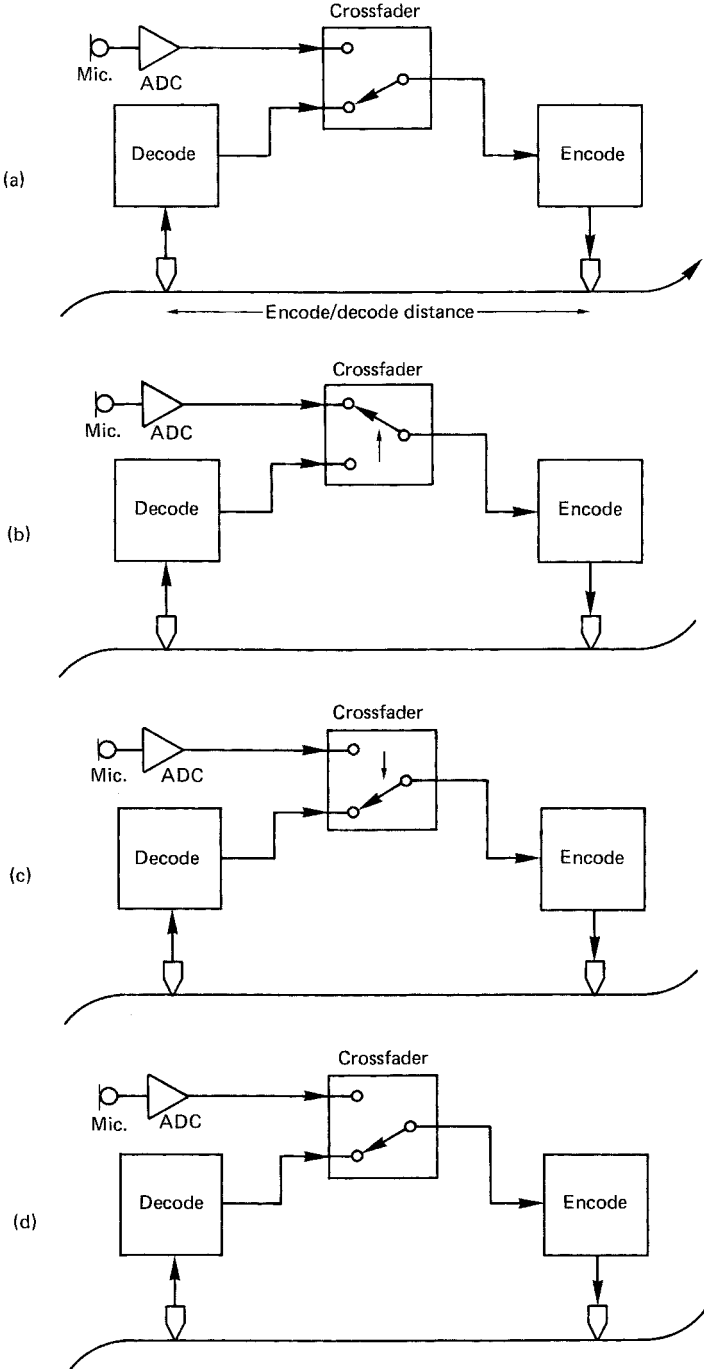 Crossfader
Mic.
ADC
Decode
Encode
(a)
Encode/decode distance
Crossfader
Mic.
ADC
Decode
Encode
(b)
Crossfader
Mic.
ADC
Decode
Encode
(c)
Crossfader
Mic.
ADC
Decode
Encode
(d)